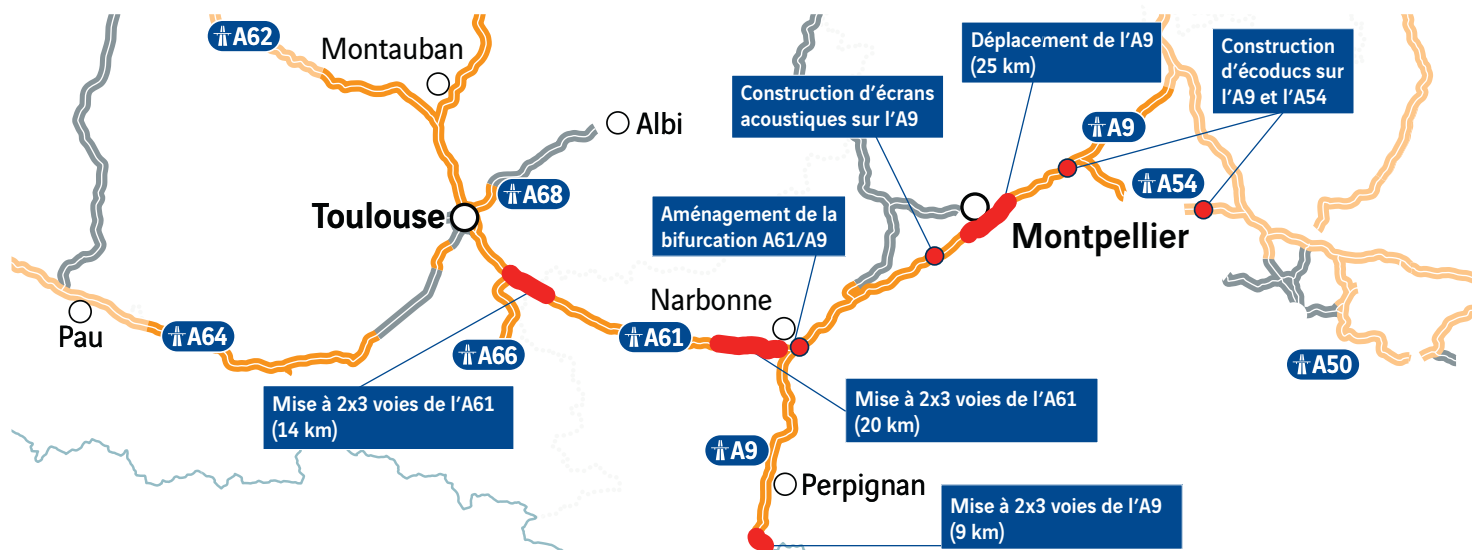 A62
Montauban
Déplacement de l'A9
(25 km)
Construction
d'écoducs sur
l'A9 et l'A54
Construction d'écrans
acoustiques sur l'A9
A9
Albi
A68
A54
Toulouse
Aménagement de la
bifurcation A61/A9
Montpellier
Narbonne
Pau
A64
A66
A61
A50
Mise à 2x3 voies de l'A61
(14 km)
Mise à 2x3 voies de l'A61
(20 km)
A9
Perpignan
Mise à 2x3 voies de l'A9
(9 km)